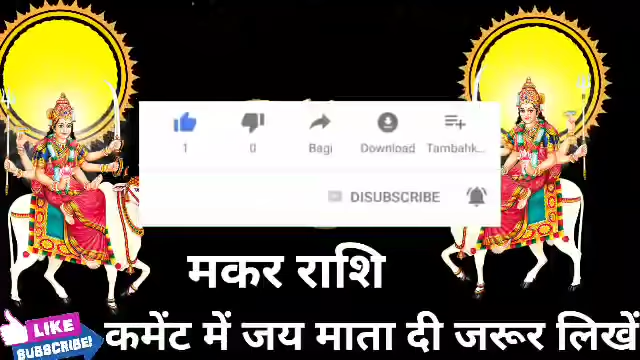 1 0 Bagi Download Tambahk...
DISUBSCRIBE
मकर राशि
LIKE
SUBSCRIBE!
कमेंट में जय माता दी जरूर लिखें